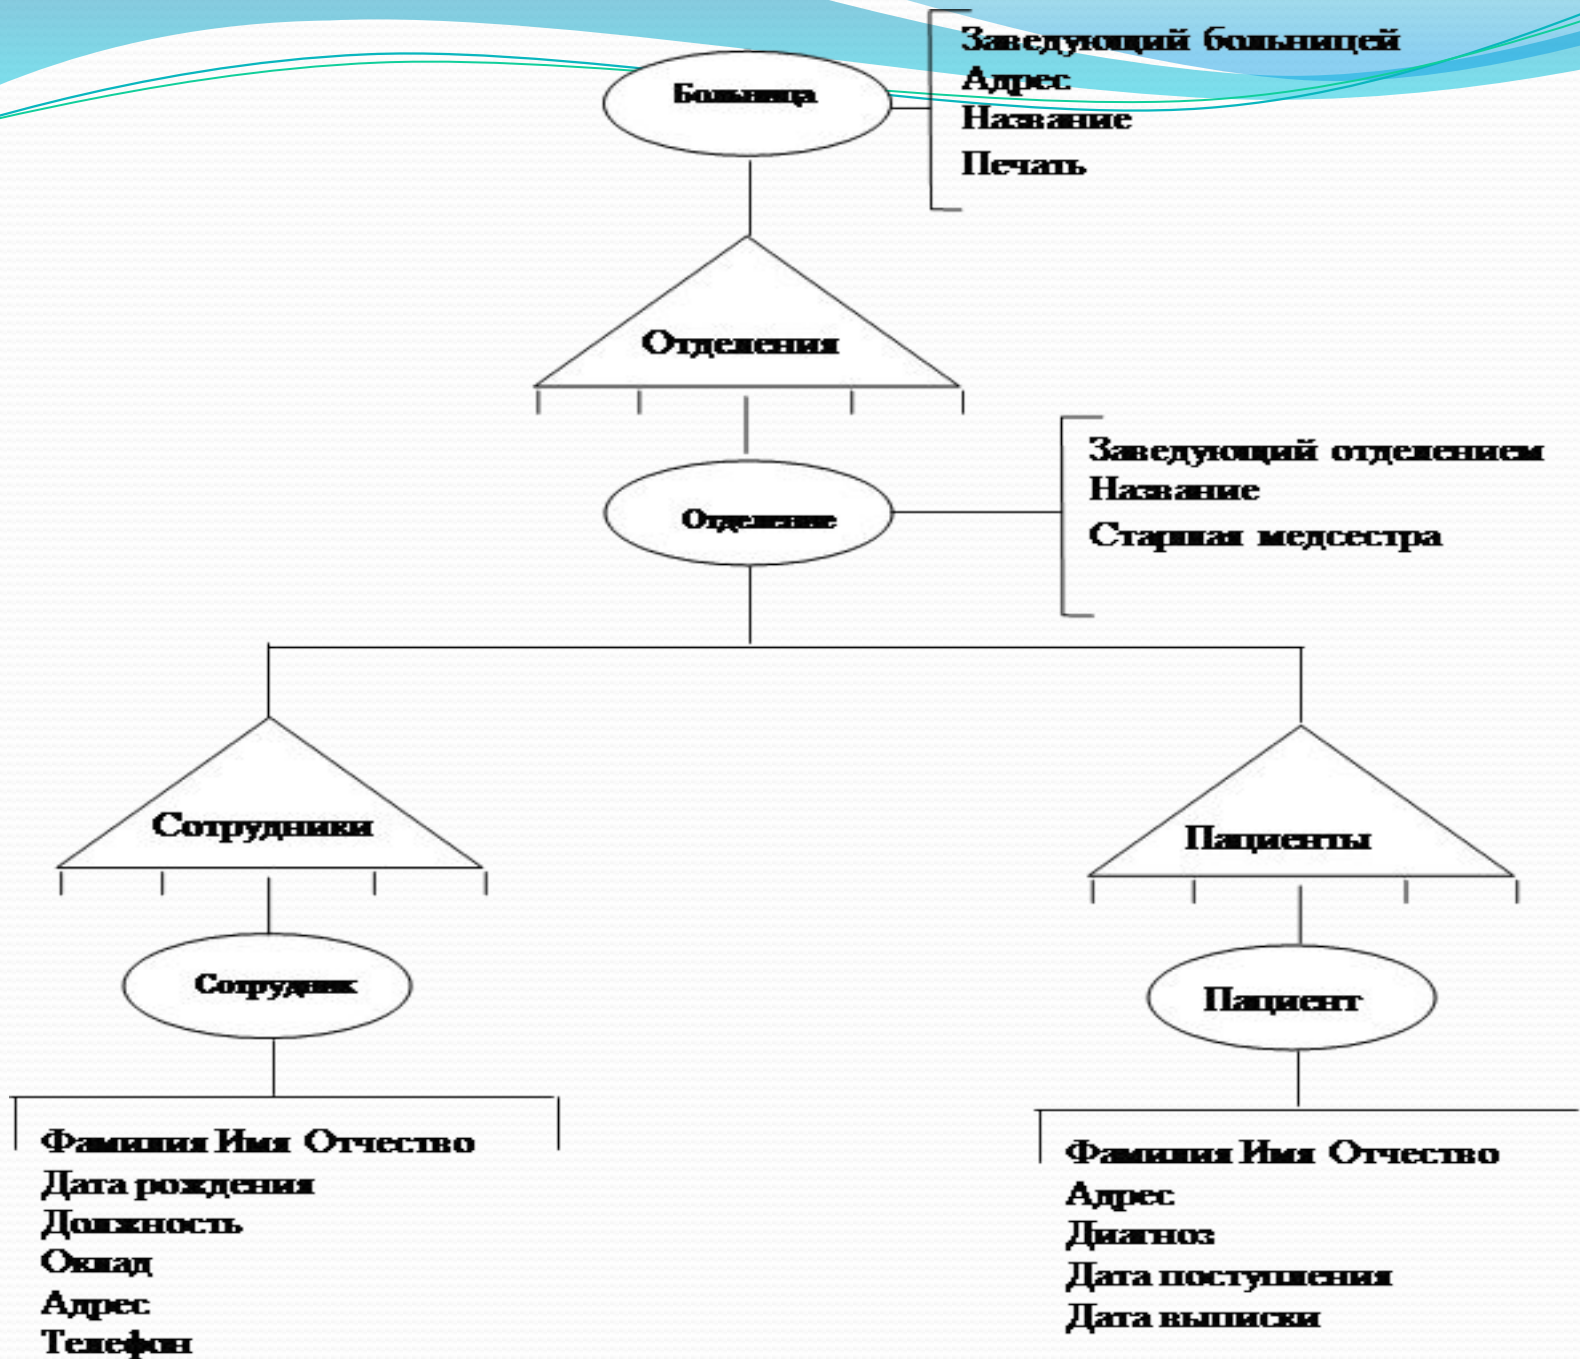 Больница
Заведующий больницей
Адрес
Название
Печать
Отделения
Отделение
Заведующий отделением
Название
Старшая медсестра
Сотрудники
Пациенты
Сотрудник
Пациент
Фамилия Имя Отчество
Дата рождения
Должность
Оклад
Адрес
Телефон
Фамилия Имя Отчество
Адрес
Диагноз
Дата поступления
Дата выписки